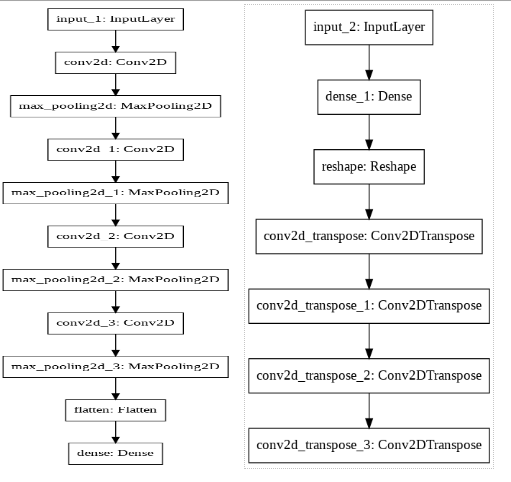 input_1: InputLayer
conv2d: Conv2D
max_pooling2d: MaxPooling2D
conv2d_1: Conv2D
max_pooling2d_1: MaxPooling2D
conv2d_2: Conv2D
max_pooling2d_2: MaxPooling2D
conv2d_3: Conv2D
max_pooling2d_3: MaxPooling2D
flatten: Flatten
dense: Dense
input_2: InputLayer
dense_1: Dense
reshape: Reshape
conv2d_transpose: Conv2DTranspose
conv2d_transpose_1: Conv2DTranspose
conv2d_transpose_2: Conv2DTranspose
conv2d_transpose_3: Conv2DTranspose